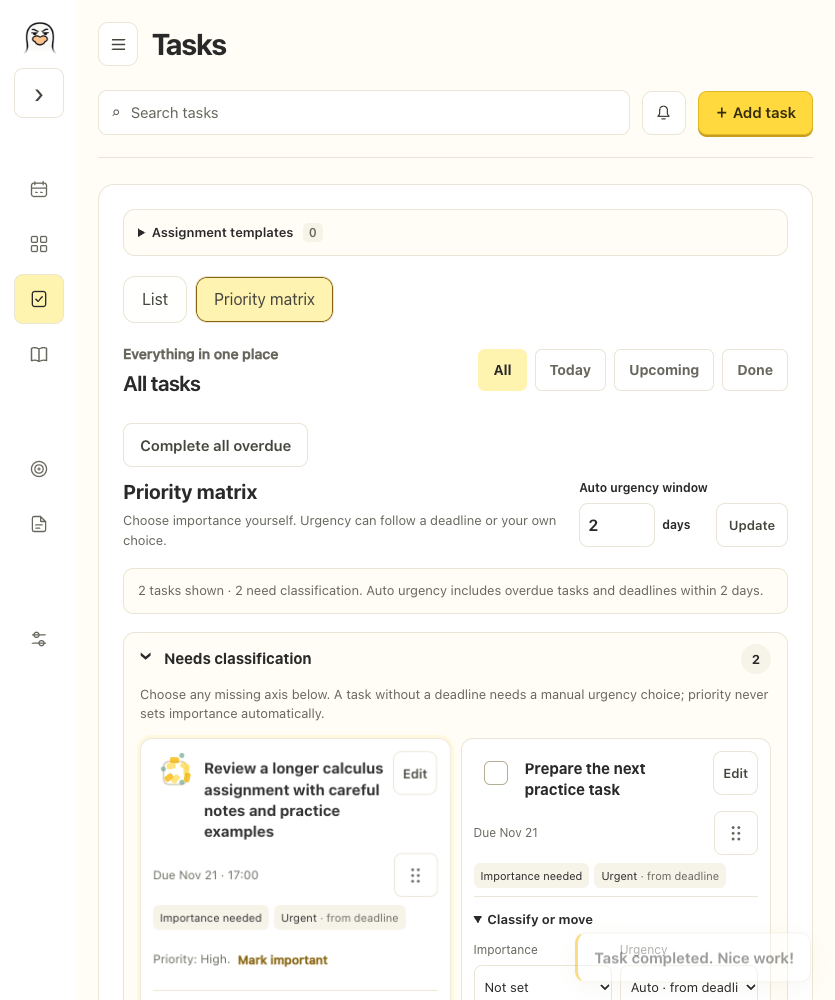 Tasks
Search tasks
+ Add task
Assignment templates 0
List
Priority matrix
Everything in one place
All tasks
All
Today
Upcoming
Done
Complete all overdue
Priority matrix
Choose importance yourself. Urgency can follow a deadline or your own
choice.
Auto urgency window
2 days
Update
2 tasks shown · 2 need classification. Auto urgency includes overdue tasks and deadlines within 2 days.
Needs classification
2
Choose any missing axis below. A task without a deadline needs a manual urgency choice; priority never
sets importance automatically.
Review a longer calculus
assignment with careful
notes and practice
examples
Edit
Due Nov 21 · 17:00
Importance needed
Urgent · from deadline
Priority: High. Mark important
Prepare the next
practice task
Edit
Due Nov 21
Importance needed
Urgent · from deadline
Classify or move
Importance
Urgency
Not set
Auto · from deadli
Task completed. Nice work!